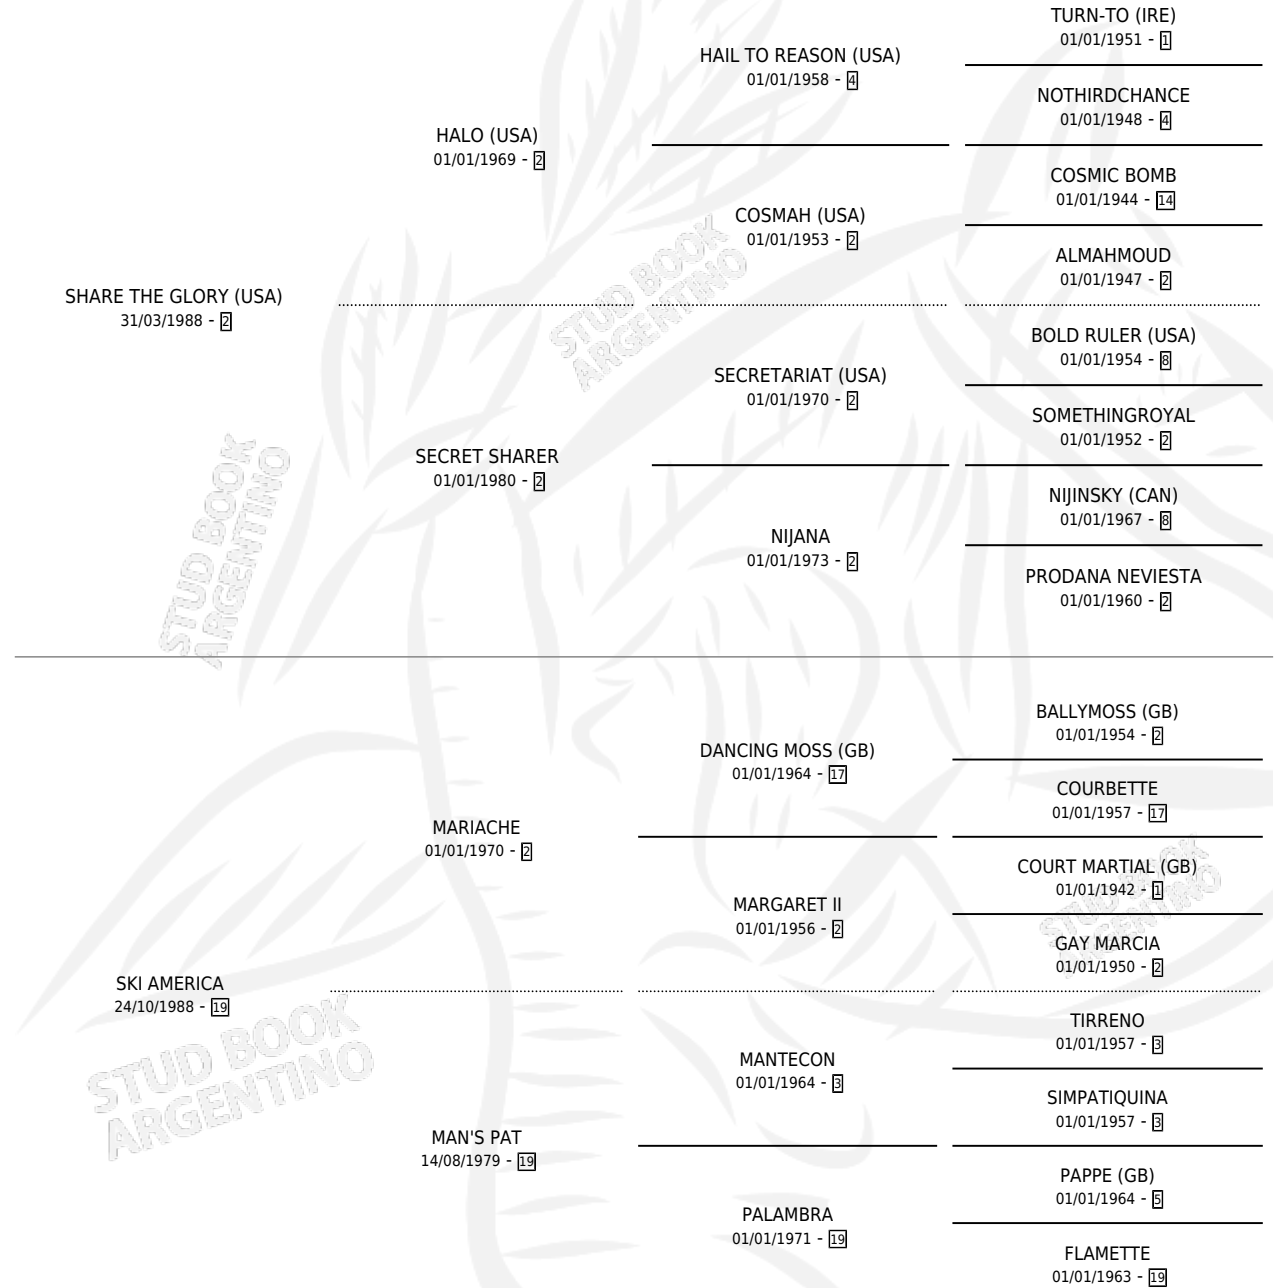 TURN-TO (IRE)
01/01/1951 - 1
HAIL TO REASON (USA)
01/01/1958 - 4
NOTHIRDCHANCE
01/01/1948 - 4
HALO (USA)
01/01/1969 - 2
COSMIC BOMB
01/01/1944 - 14
COSMAH (USA)
01/01/1953 - 2
ALMAHMOUD
01/01/1947 - 2
SHARE THE GLORY (USA)
31/03/1988 - 2
BOLD RULER (USA)
01/01/1954 - 8
SECRETARIAT (USA)
01/01/1970 - 2
SOMETHINGROYAL
01/01/1952 - 2
SECRET SHARER
01/01/1980 - 2
NIJINSKY (CAN)
01/01/1967 - 8
NIJANA
01/01/1973 - 2
PRODANA NEVIESTA
01/01/1960 - 2
STUD BOOK
ARGENTINO
STUD BOOK
ARGENTINO
BALLYMOSS (GB)
01/01/1954 - 2
DANCING MOSS (GB)
01/01/1964 - 17
COURBETTE
01/01/1957 - 17
MARIACHE
01/01/1970 - 2
COURT MARTIAL (GB)
01/01/1942 - 1
MARGARET II
01/01/1956 - 2
GAY MARCIA
01/01/1950 - 2
STUD BOOK
ARGENTINO
SKI AMERICA
24/10/1988 - 19
TIRRENO
01/01/1957 - 3
MANTECON
01/01/1964 - 3
SIMPATIQUINA
01/01/1957 - 3
MAN'S PAT
14/08/1979 - 19
PAPPE (GB)
01/01/1964 - 5
PALAMBRA
01/01/1971 - 19
FLAMETTE
01/01/1963 - 19
STUD BOOK
ARGENTINO